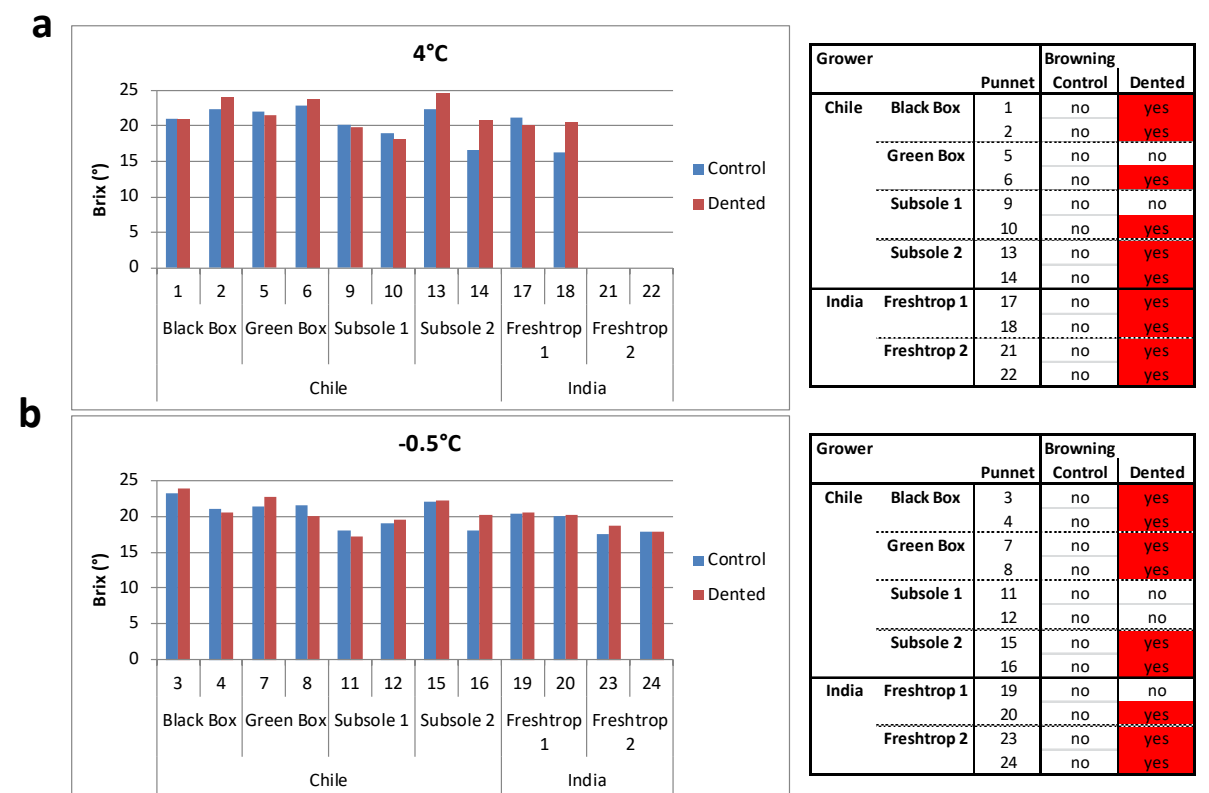 a
4°C
25
20
15
10
5
0
Brix (°)
Control
Dented
1 2 5 6 9 10 13 14 17 18 21 22
Black Box Green Box Subsole 1 Subsole 2 Freshtrop 1 Freshtrop 2
Chile India
Grower Browning
Punnet Control Dented
Chile Black Box 1 no yes
2 no yes
Green Box 5 no no
6 no yes
Subsole 1 9 no no
10 no yes
Subsole 2 13 no yes
14 no yes
India Freshtrop 1 17 no yes
18 no yes
Freshtrop 2 21 no yes
22 no yes
b
-0.5°C
25
20
15
10
5
0
Brix (°)
Control
Dented
3 4 7 8 11 12 15 16 19 20 23 24
Black Box Green Box Subsole 1 Subsole 2 Freshtrop 1 Freshtrop 2
Chile India
Grower Browning
Punnet Control Dented
Chile Black Box 3 no yes
4 no yes
Green Box 7 no yes
8 no yes
Subsole 1 11 no no
12 no no
Subsole 2 15 no yes
16 no yes
India Freshtrop 1 19 no no
20 no yes
Freshtrop 2 23 no yes
24 no yes